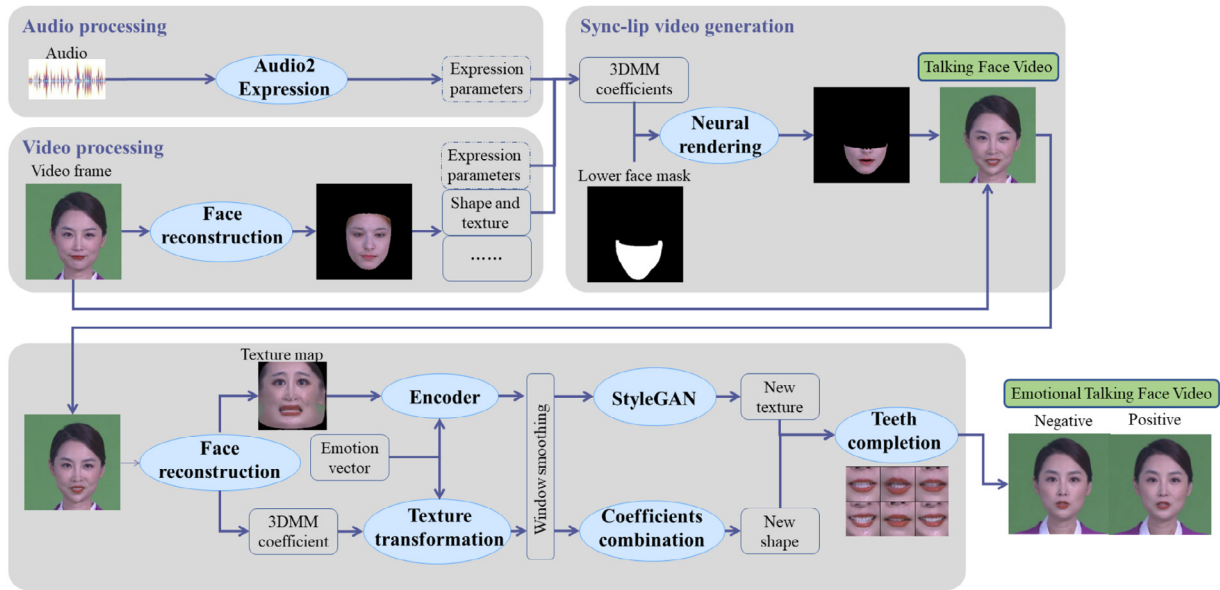 Audio processing
Audio
Audio2
Expression
Expression
parameters
Video processing
Video frame
Face
reconstruction
Expression
parameters
Shape and
texture
......
Sync-lip video generation
3DMM
coefficients
Lower face mask
Neural
rendering
Talking Face Video
Face
reconstruction
Texture map
Emotion
vector
3DMM
coefficient
Encoder
Texture
transformation
Window smoothing
StyleGAN
Coefficients
combination
New
texture
New
shape
Teeth
completion
Emotional Talking Face Video
Negative
Positive